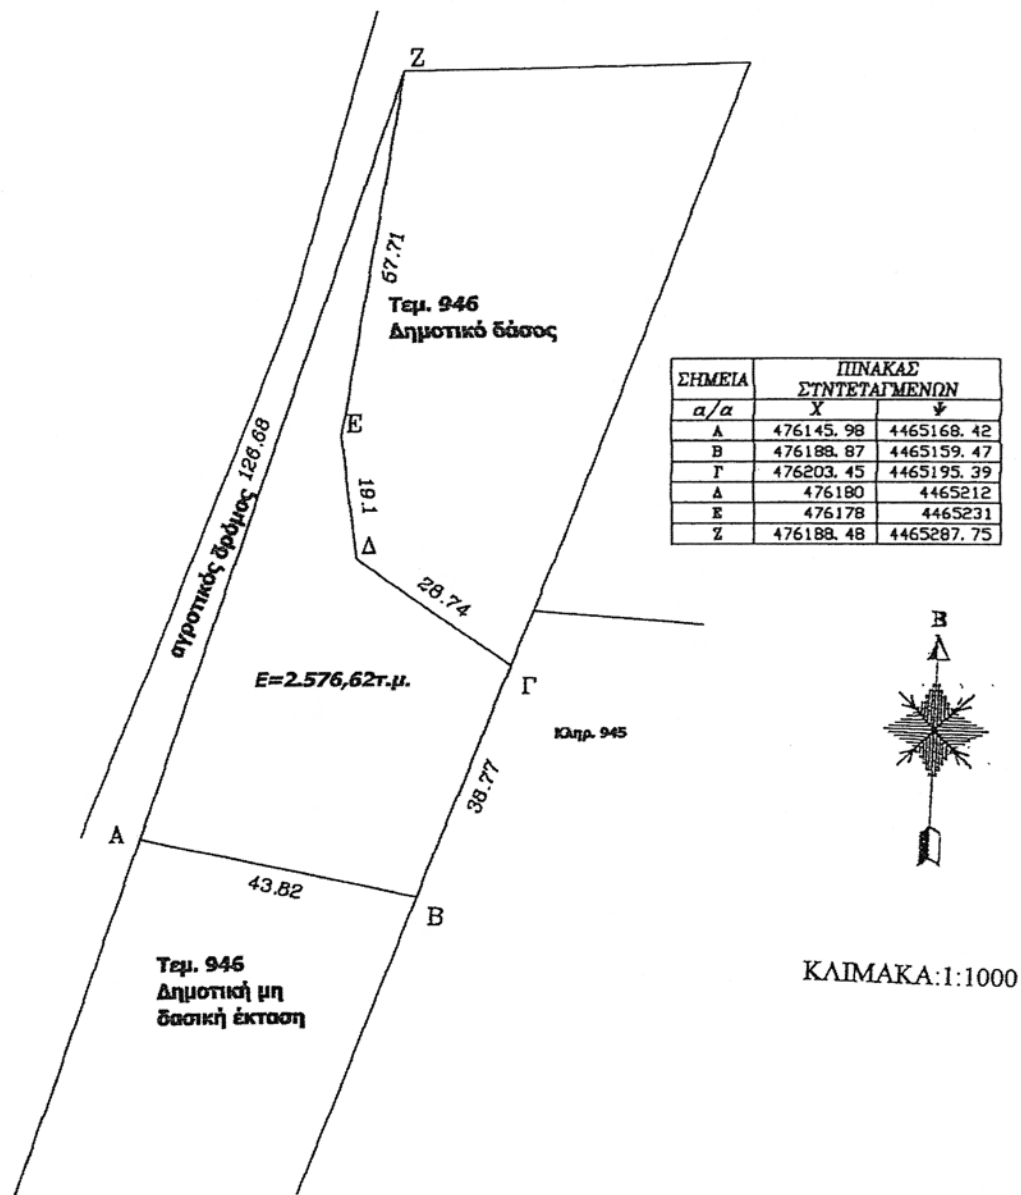 Ζ
57.71
Τεμ. 946
Δημοτικό δάσος
ΣΗΜΕΙΑ ΠΙΝΑΚΑΣ
ΣΤΝΤΕΤΑΓΜΕΝΩΝ
α/α Χ Ψ
Α 476145.98 4465168.42
Β 476188.87 4465159.47
Γ 476203.45 4465195.39
Δ 476180 4465212
Ε 476178 4465231
Ζ 476188.48 4465287.75
Ε
αγροτικός δρόμος 126.68
19.1
Δ
28.74
Β
Ε=2.576,62τ.μ.
Γ
Κληρ. 945
38.77
Α
43.82
Β
Τεμ. 946
Δημοτική μη
δασική έκταση
ΚΛΙΜΑΚΑ:1:1000